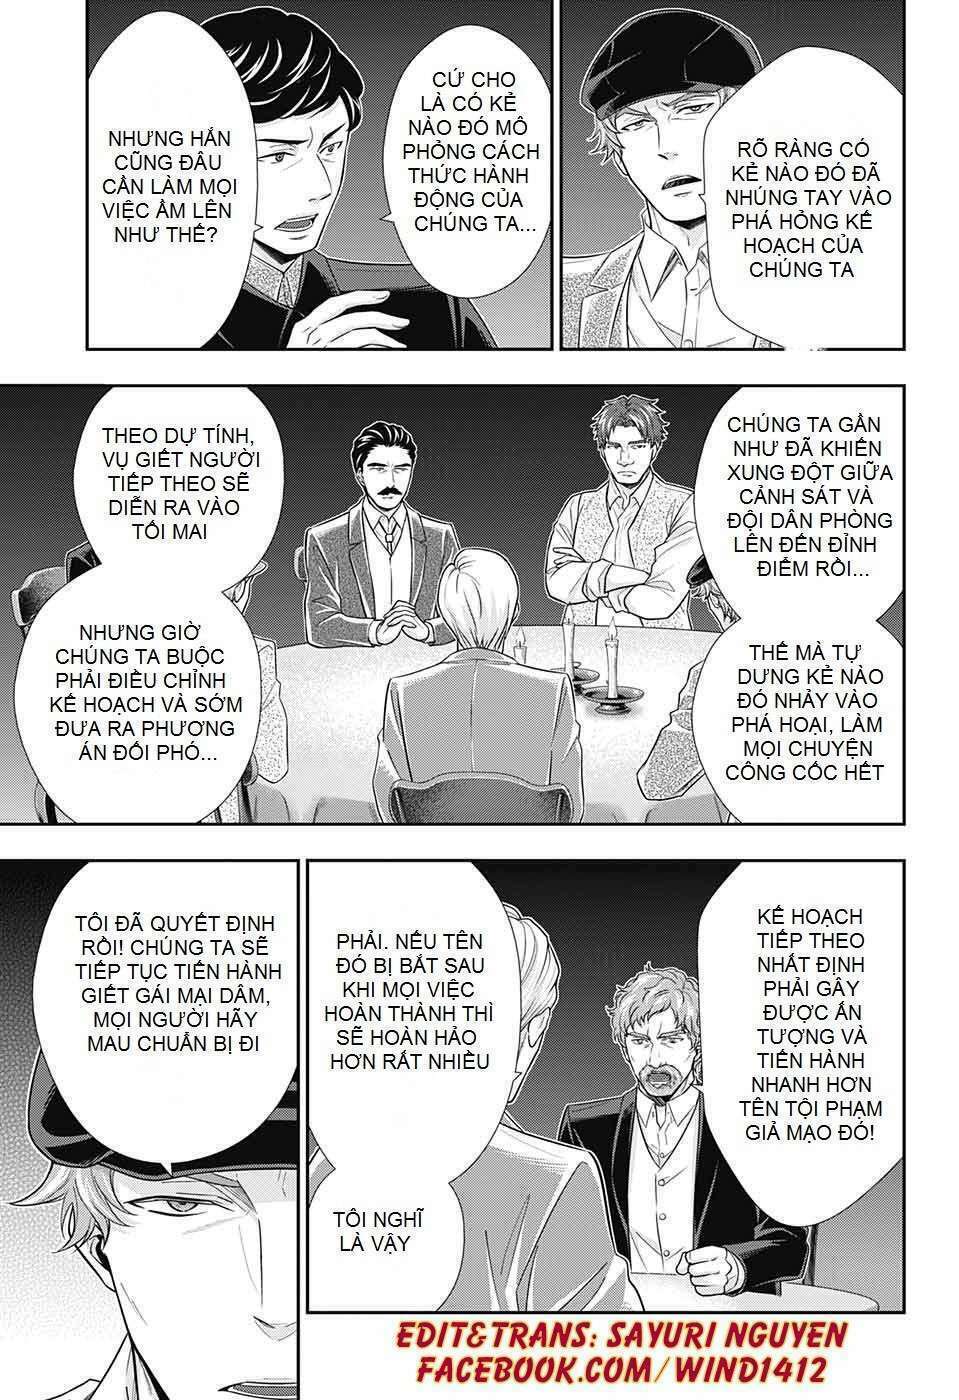 RÕ RÀNG CÓ
KẺ NÀO ĐÓ ĐÃ
NHÚNG TAY VÀO
PHÁ HỎNG KẾ
HOẠCH CỦA
CHÚNG TA
CỨ CHO
LÀ CÓ KẺ
NÀO ĐÓ MÔ
PHỎNG CÁCH
THỨC HÀNH
ĐỘNG CỦA
CHÚNG TA...
NHƯNG HẮN
CŨNG ĐÂU
CẦN LÀM MỌI
VIỆC ẦM LÊN
NHƯ THẾ?
CHÚNG TA GẦN
NHƯ ĐÃ KHIẾN
XUNG ĐỘT GIỮA
CẢNH SÁT VÀ
ĐỘI DÂN PHÒNG
LÊN ĐẾN ĐỈNH
ĐIỂM RỒI...
THẾ MÀ TỰ
DƯNG KẺ NÀO
ĐÓ NHẢY VÀO
PHÁ HOẠI, LÀM
MỌI CHUYỆN
CÔNG CỐC HẾT
THEO DỰ TÍNH,
VỤ GIẾT NGƯỜI
TIẾP THEO SẼ
DIỄN RA VÀO
TỐI MAI
NHƯNG GIỜ
CHÚNG TA BUỘC
PHẢI ĐIỀU CHỈNH
KẾ HOẠCH VÀ SỚM
ĐƯA RA PHƯƠNG
ÁN ĐỐI PHÓ...
KẾ HOẠCH
TIẾP THEO
NHẤT ĐỊNH
PHẢI GÂY
ĐƯỢC ẤN
TƯỢNG VÀ
TIẾN HÀNH
NHANH HƠN
TÊN TỘI PHẠM
GIẢ MẠO ĐÓ!
PHẢI. NẾU TÊN
ĐÓ BỊ BẮT SAU
KHI MỌI VIỆC
HOÀN THÀNH THÌ
SẼ HOÀN HẢO
HƠN RẤT NHIỀU
TÔI NGHĨ
LÀ VẬY
TÔI ĐÃ QUYẾT ĐỊNH
RỒI! CHÚNG TA SẼ
TIẾP TỤC TIẾN HÀNH
GIẾT GÁI MẠI DÂM,
MỌI NGƯỜI HÃY
MAU CHUẨN BỊ ĐI
EDIT&TRANS: SAYURI NGUYEN
FACEBOOK.COM/WIND1412